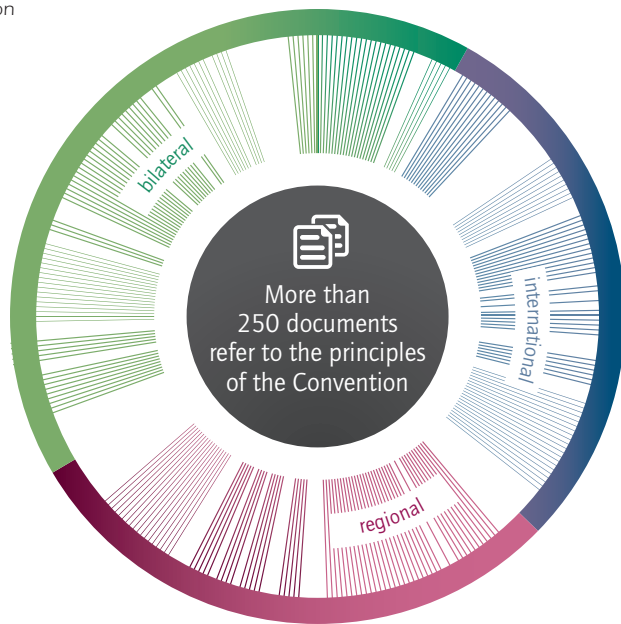 on
bilateral
international
regional
More than
250 documents
refer to the principles
of the Convention